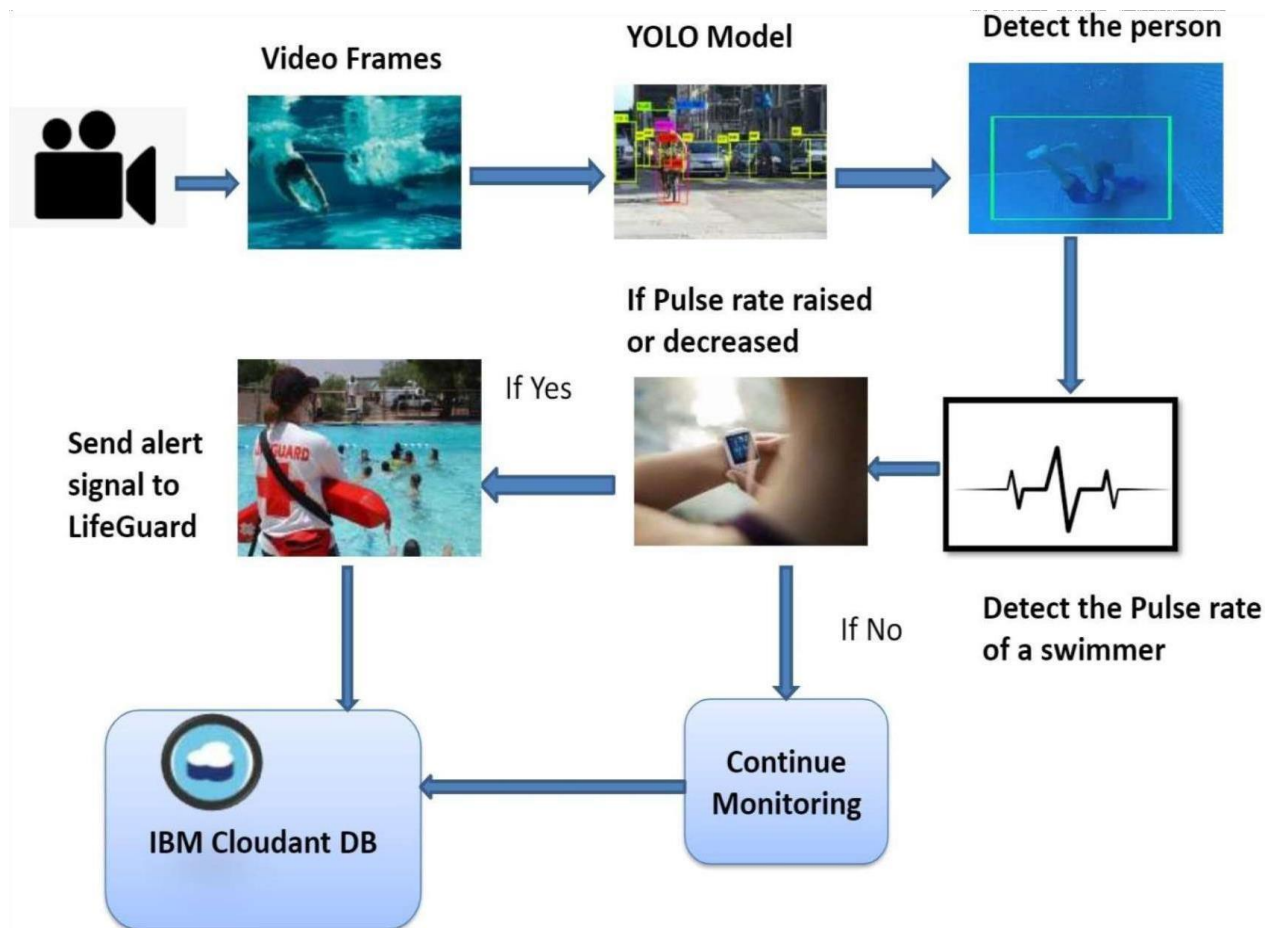 Video Frames
YOLO Model
Detect the person
If Pulse rate raised
or decreased
If Yes
Send alert
signal to
LifeGuard
GUARD
If No
Detect the Pulse rate
of a swimmer
Continue
Monitoring
IBM Cloudant DB